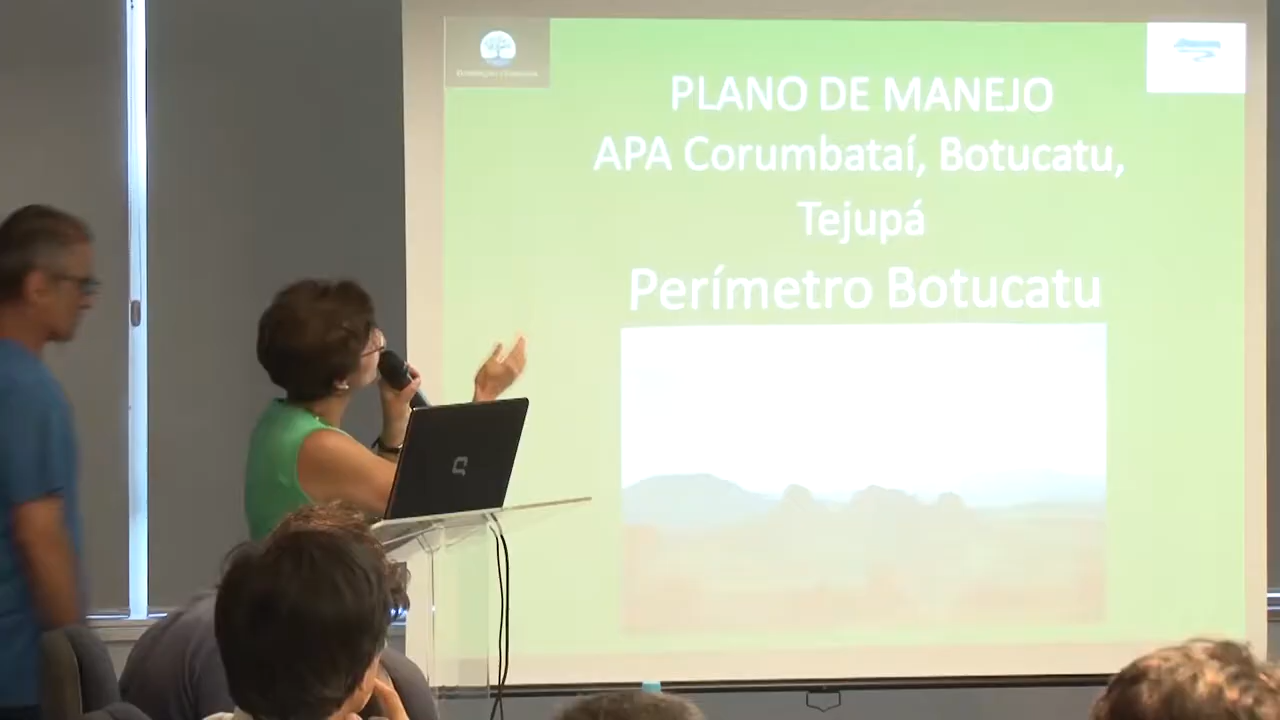 PLANO DE MANEJO
APA Corumbataí, Botucatu,
Tejupá
Perímetro Botucatu